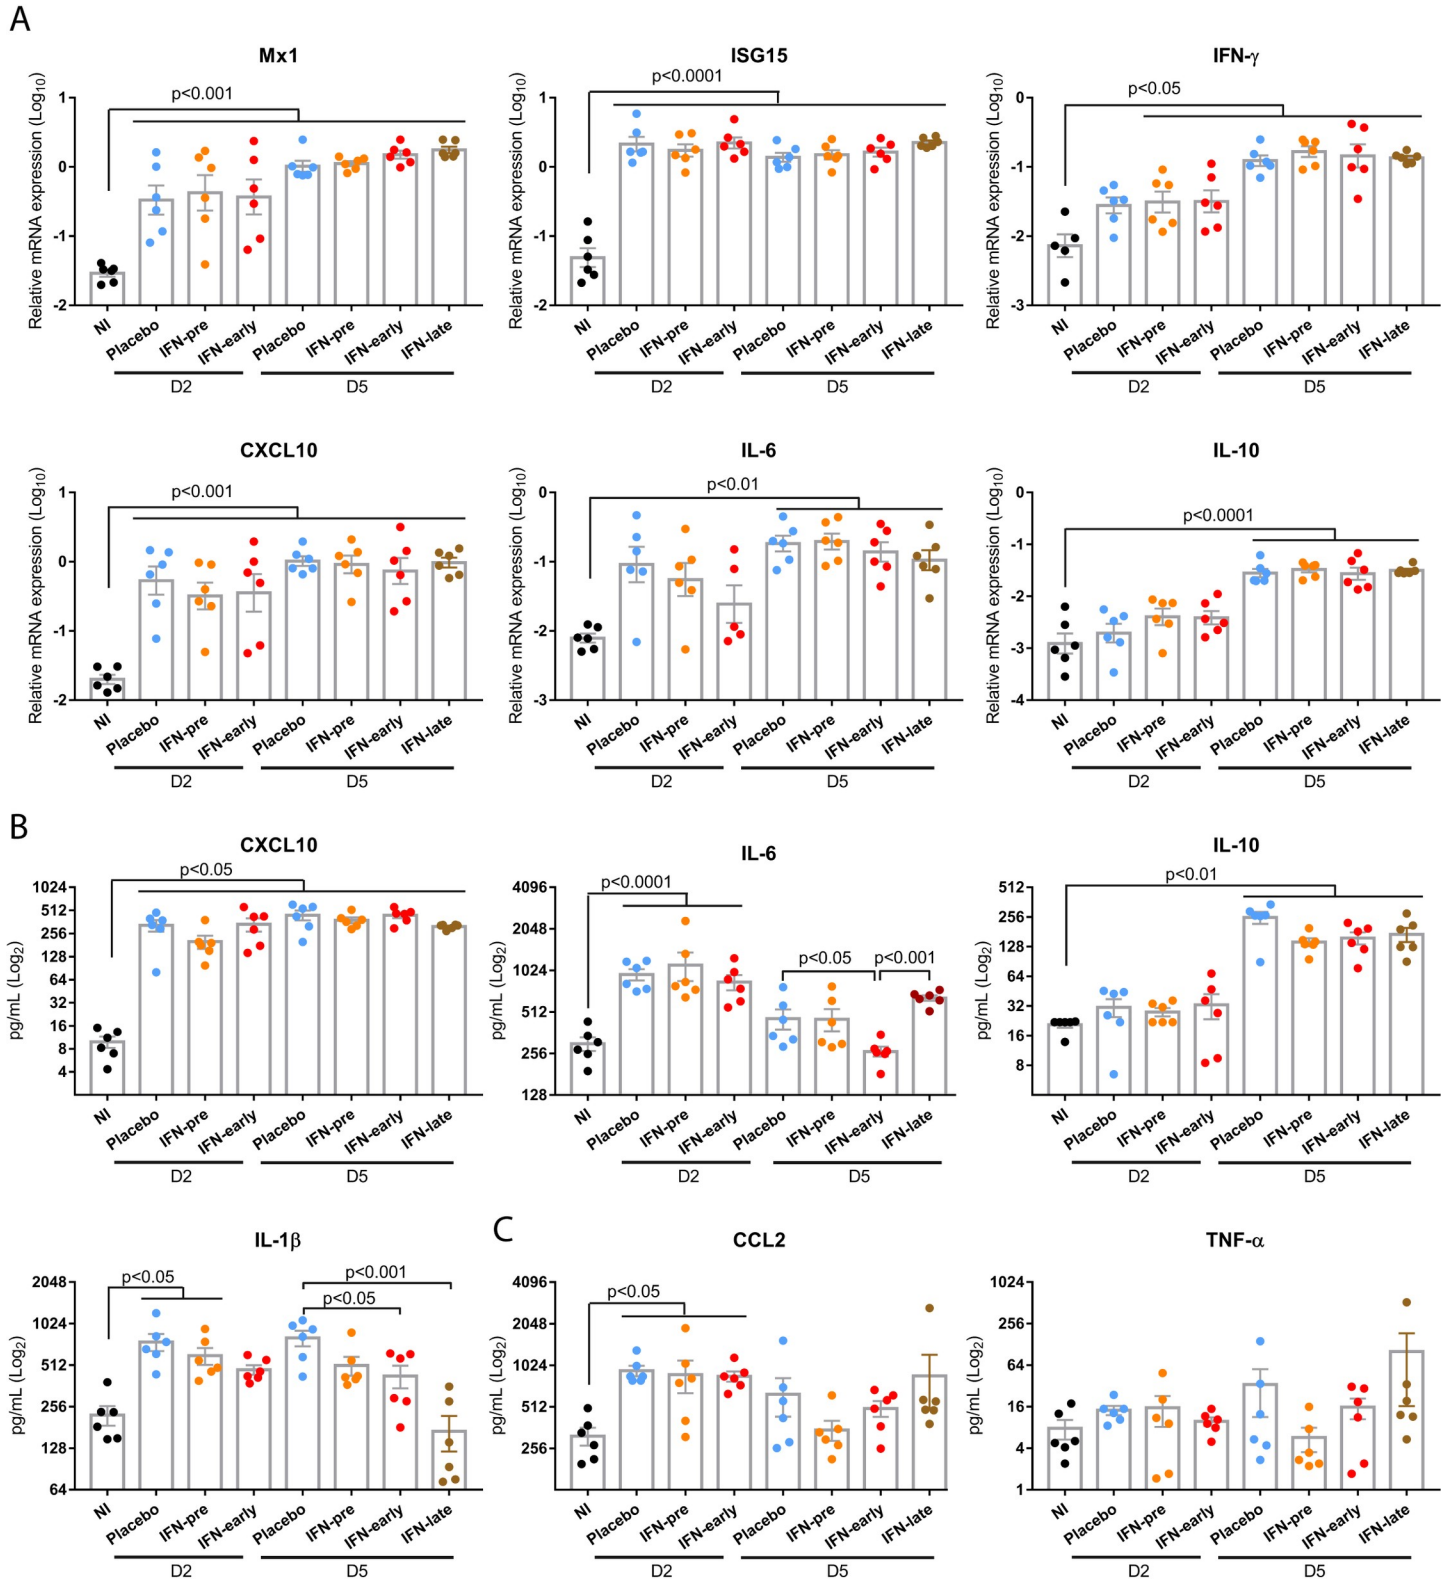 A
Mx1
Relative mRNA expression (Log10)
1
0
-1
-2
p<0.001
NI
Placebo
IFN-pre
IFN-early
Placebo
IFN-pre
IFN-early
IFN-late
D2
D5
ISG15
Relative mRNA expression (Log10)
1
0
-1
-2
p<0.0001
NI
Placebo
IFN-pre
IFN-early
Placebo
IFN-pre
IFN-early
IFN-late
D2
D5
IFN-γ
Relative mRNA expression (Log10)
0
-1
-2
-3
p<0.05
NI
Placebo
IFN-pre
IFN-early
Placebo
IFN-pre
IFN-early
IFN-late
D2
D5
CXCL10
Relative mRNA expression (Log10)
1
0
-1
-2
p<0.001
NI
Placebo
IFN-pre
IFN-early
Placebo
IFN-pre
IFN-early
IFN-late
D2
D5
IL-6
Relative mRNA expression (Log10)
0
-1
-2
-3
p<0.01
NI
Placebo
IFN-pre
IFN-early
Placebo
IFN-pre
IFN-early
IFN-late
D2
D5
IL-10
Relative mRNA expression (Log10)
0
-1
-2
-3
-4
p<0.0001
NI
Placebo
IFN-pre
IFN-early
Placebo
IFN-pre
IFN-early
IFN-late
D2
D5
B
CXCL10
pg/mL (Log2)
1024
512
256
128
64
32
16
8
4
p<0.05
NI
Placebo
IFN-pre
IFN-early
Placebo
IFN-pre
IFN-early
IFN-late
D2
D5
IL-6
pg/mL (Log2)
4096
2048
1024
512
256
128
p<0.0001
p<0.05
p<0.001
NI
Placebo
IFN-pre
IFN-early
Placebo
IFN-pre
IFN-early
IFN-late
D2
D5
IL-10
pg/mL (Log2)
512
256
128
64
32
16
8
p<0.01
NI
Placebo
IFN-pre
IFN-early
Placebo
IFN-pre
IFN-early
IFN-late
D2
D5
IL-1β
pg/mL (Log2)
2048
1024
512
256
128
64
p<0.05
p<0.001
p<0.05
NI
Placebo
IFN-pre
IFN-early
Placebo
IFN-pre
IFN-early
IFN-late
D2
D5
C
CCL2
pg/mL (Log2)
4096
2048
1024
512
256
p<0.05
NI
Placebo
IFN-pre
IFN-early
Placebo
IFN-pre
IFN-early
IFN-late
D2
D5
TNF-α
pg/mL (Log2)
1024
256
64
16
4
1
NI
Placebo
IFN-pre
IFN-early
Placebo
IFN-pre
IFN-early
IFN-late
D2
D5